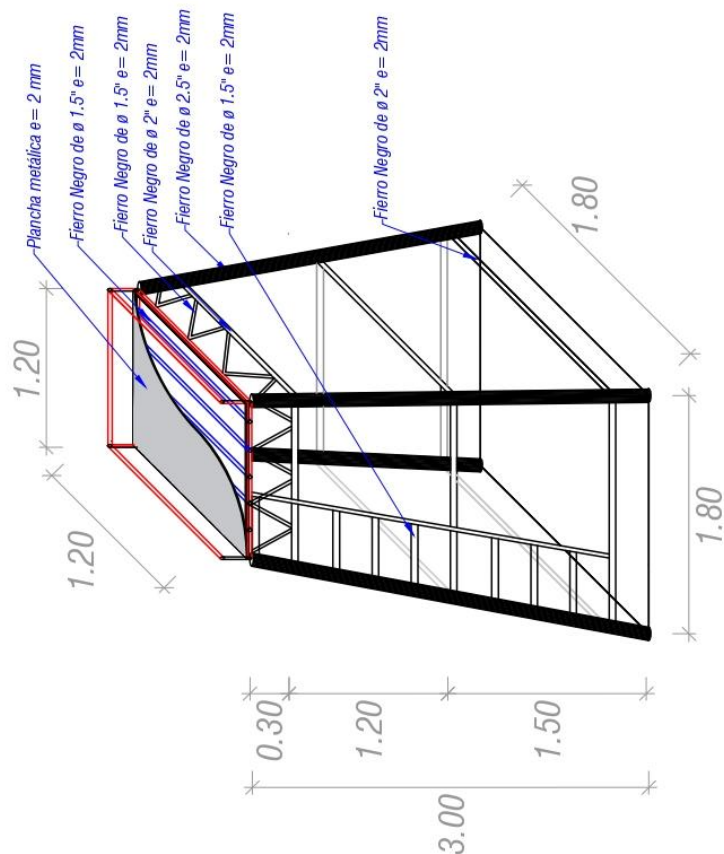 Plancha metálica e= 2 mm
Fierro Negro de ø 1.5" e= 2mm
Fierro Negro de ø 1.5" e= 2mm
Fierro Negro de ø 2" e= 2mm
Fierro Negro de ø 2.5" e= 2mm
Fierro Negro de ø 1.5" e= 2mm
Fierro Negro de ø 2" e= 2mm
1.20
1.20
1.80
1.80
0.30
1.20
1.50
3.00